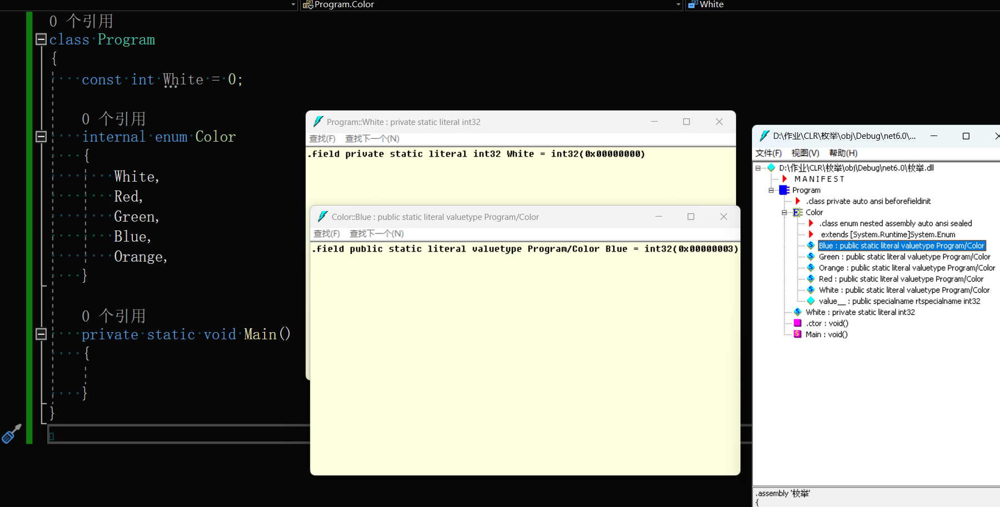 Program.Color
White
0 个引用
class Program
{
const int White = 0;
0 个引用
internal enum Color
{
White,
Red,
Green,
Blue,
Orange,
}
0 个引用
private static void Main()
{
}
}
Program::White : private static literal int32
查找(F) 查找下一个(N)
.field private static literal int32 White = int32(0x00000000)
Color::Blue : public static literal valuetype Program/Color
查找(F) 查找下一个(N)
.field public static literal valuetype Program/Color Blue = int32(0x00000003)
D:\作业\CLR\枚举\obj\Debug\net6.0\...
文件(F) 视图(V) 帮助(H)
D:\作业\CLR\枚举\obj\Debug\net6.0\枚举.dll
MANIFEST
Program
.class private auto ansi beforefieldinit
Color
.class enum nested assembly auto ansi sealed
extends [System.Runtime]System.Enum
Blue : public static literal valuetype Program/Color
Green : public static literal valuetype Program/Color
Orange : public static literal valuetype Program/Color
Red : public static literal valuetype Program/Color
White : public static literal valuetype Program/Color
value__ : public specialname rtspecialname int32
White : private static literal int32
.ctor : void()
Main : void()
.assembly '枚举'
{